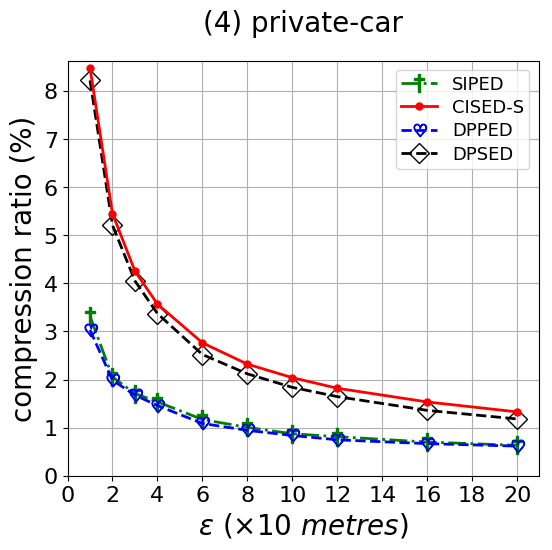 (4) private-car
compression ratio (%)
8
7
6
5
4
3
2
1
0
SIPED
CISED-S
DPPED
DPSED
0 2 4 6 8 10 12 14 16 18 20
ε (×10 metres)